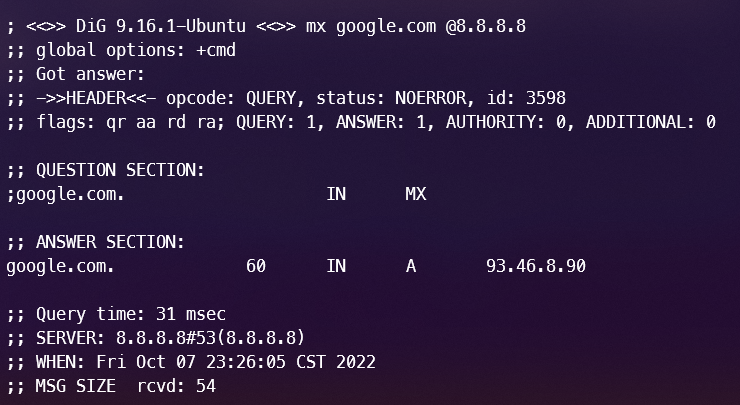 ; <<>> DiG 9.16.1-Ubuntu <<>> mx google.com @8.8.8.8
;; global options: +cmd
;; Got answer:
;; ->>HEADER<<- opcode: QUERY, status: NOERROR, id: 3598
;; flags: qr aa rd ra; QUERY: 1, ANSWER: 1, AUTHORITY: 0, ADDITIONAL: 0
;; QUESTION SECTION:
;google.com. IN MX
;; ANSWER SECTION:
google.com. 60 IN A 93.46.8.90
;; Query time: 31 msec
;; SERVER: 8.8.8.8#53(8.8.8.8)
;; WHEN: Fri Oct 07 23:26:05 CST 2022
;; MSG SIZE rcvd: 54